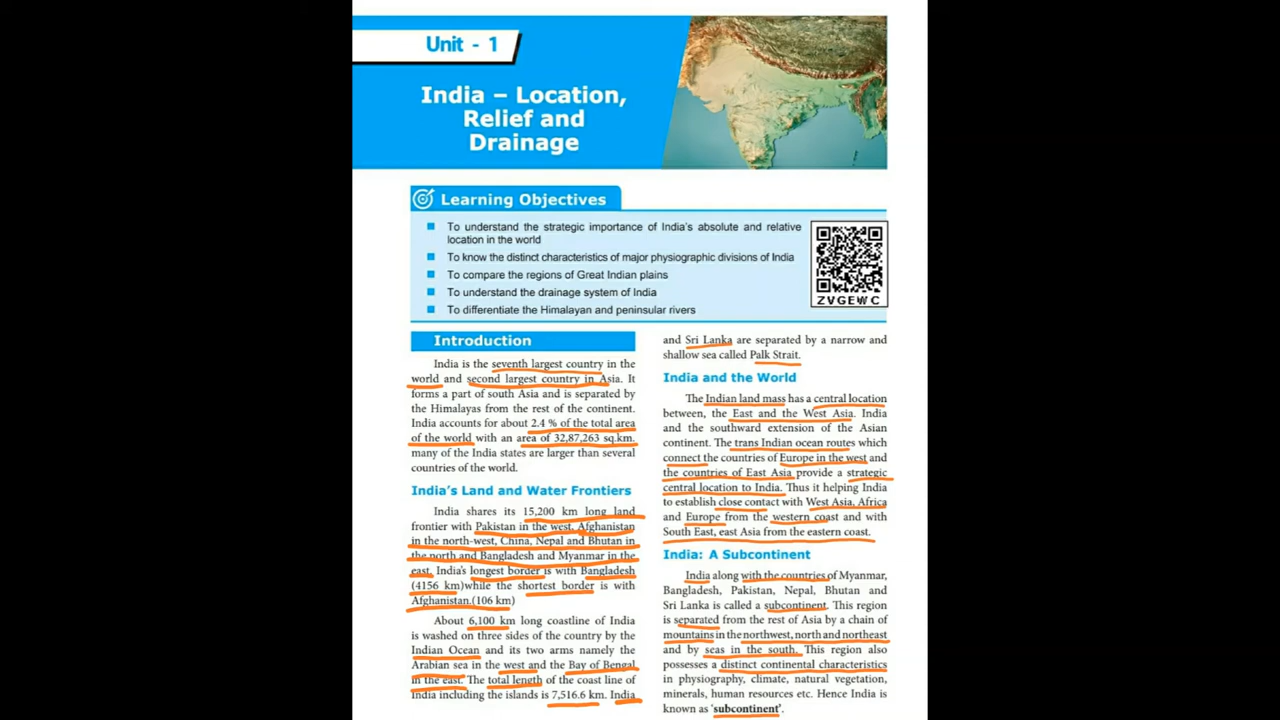 Unit - 1
India – Location,
Relief and
Drainage
Learning Objectives
To understand the strategic importance of India's absolute and relative
location in the world
To know the distinct characteristics of major physiographic divisions of India
To compare the regions of Great Indian plains
To understand the drainage system of India
To differentiate the Himalayan and peninsular rivers
ZVGEWC
Introduction
India is the seventh largest country in the
world and second largest country in Asia. It
forms a part of south Asia and is separated by
the Himalayas from the rest of the continent.
India accounts for about 2.4 % of the total area
of the world with an area of 32,87,263 sq.km.
many of the India states are larger than several
countries of the world.
India's Land and Water Frontiers
India shares its 15,200 km long land
frontier with Pakistan in the west, Afghanistan
in the north-west, China, Nepal and Bhutan in
the north and Bangladesh and Myanmar in the
east. India's longest border is with Bangladesh
(4156 km)while the shortest border is with
Afghanistan.(106 km)
About 6,100 km long coastline of India
is washed on three sides of the country by the
Indian Ocean and its two arms namely the
Arabian sea in the west and the Bay of Bengal
in the east. The total length of the coast line of
India including the islands is 7,516.6 km. India
and Sri Lanka are separated by a narrow and
shallow sea called Palk Strait.
India and the World
The Indian land mass has a central location
between, the East and the West Asia. India
and the southward extension of the Asian
continent. The trans Indian ocean routes which
connect the countries of Europe in the west and
the countries of East Asia provide a strategic
central location to India. Thus it helping India
to establish close contact with West Asia, Africa
and Europe from the western coast and with
South East, east Asia from the eastern coast.
India: A Subcontinent
India along with the countries of Myanmar,
Bangladesh, Pakistan, Nepal, Bhutan and
Sri Lanka is called a subcontinent. This region
is separated from the rest of Asia by a chain of
mountains in the northwest, north and northeast
and by seas in the south. This region also
possesses a distinct continental characteristics
in physiography, climate, natural vegetation,
minerals, human resources etc. Hence India is
known as 'subcontinent'.